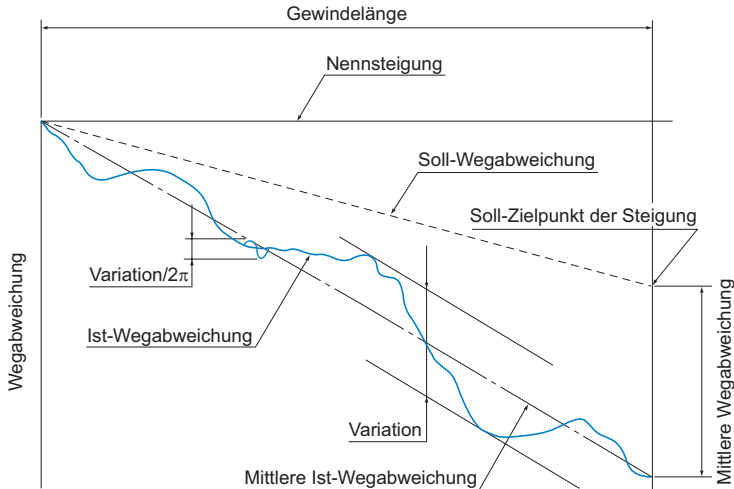 Gewindelänge
Nennsteigung
Soll-Wegabweichung
Soll-Zielpunkt der Steigung
Variation/2π
Ist-Wegabweichung
Wegabweichung
Mittlere Wegabweichung
Variation
Mittlere Ist-Wegabweichung